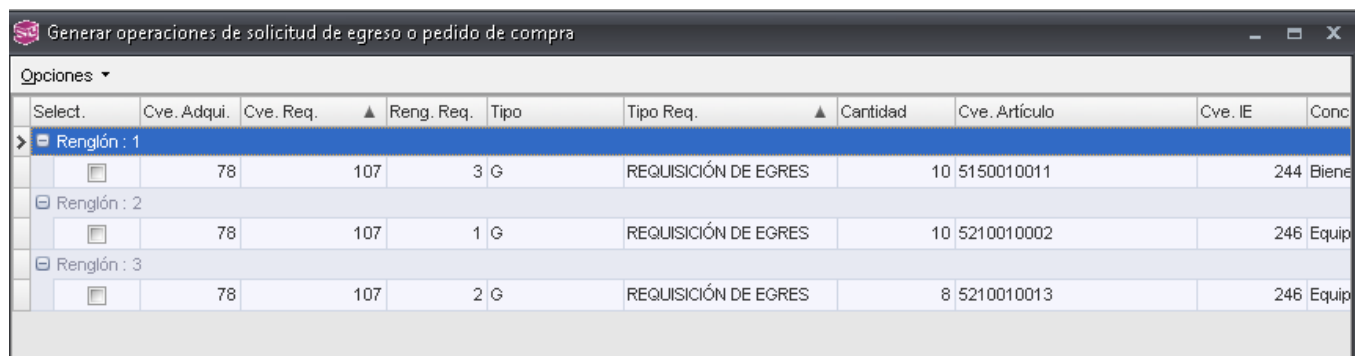 Generar operaciones de solicitud de egreso o pedido de compra
Opciones
Select. Cve. Adqui. Cve. Req. Reng. Req. Tipo Tipo Req. Cantidad Cve. Artículo Cve. IE Conc
Renglón : 1
78 107 3 G REQUISICIÓN DE EGRES 10 5150010011 244 Biene
Renglón : 2
78 107 1 G REQUISICIÓN DE EGRES 10 5210010002 246 Equip
Renglón : 3
78 107 2 G REQUISICIÓN DE EGRES 8 5210010013 246 Equip